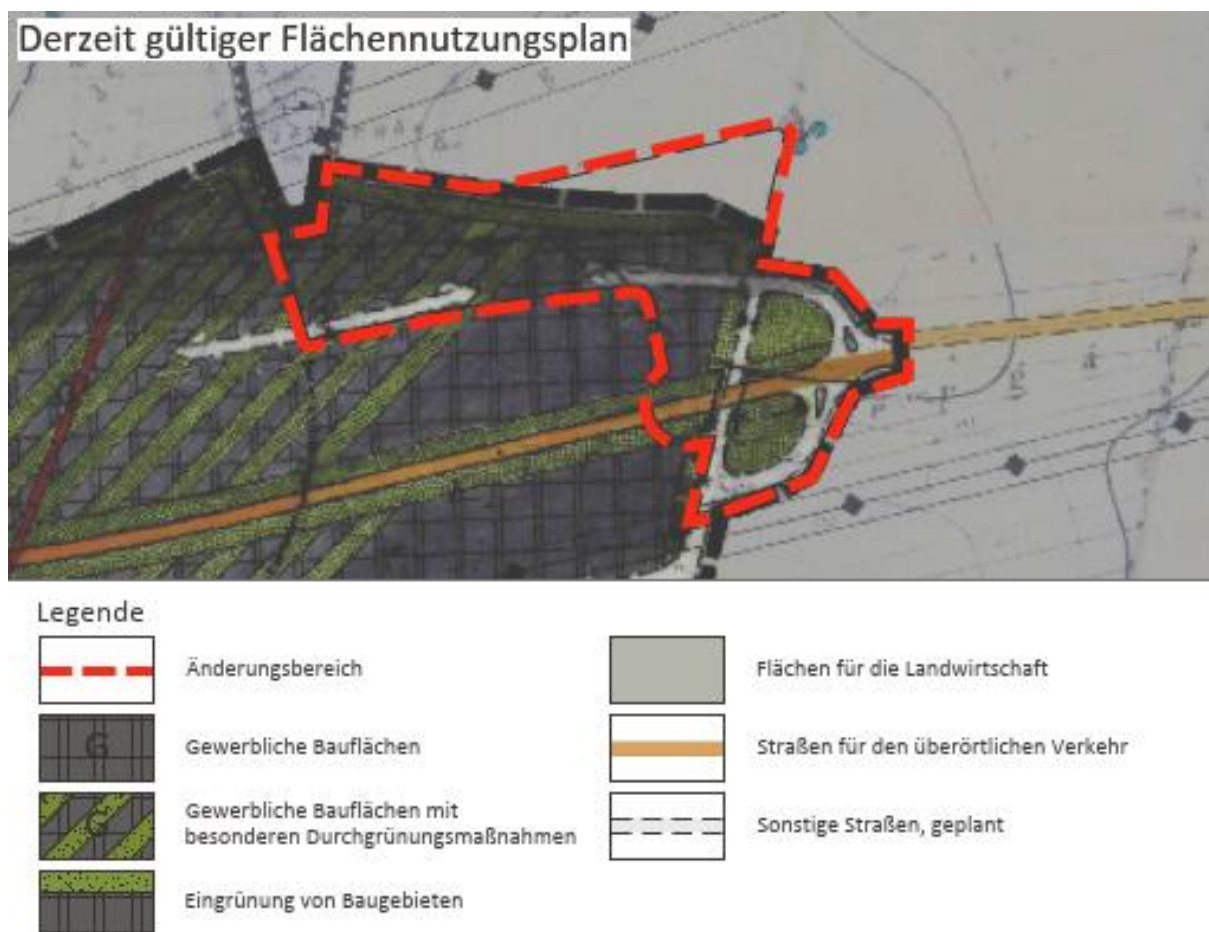 Derzeit gültiger Flächennutzungsplan
Legende
Änderungsbereich
G
Gewerbliche Bauflächen
G
Gewerbliche Bauflächen mit
besonderen Durchgrünungsmaßnahmen
Eingrünung von Baugebieten
Flächen für die Landwirtschaft
Straßen für den überörtlichen Verkehr
Sonstige Straßen, geplant